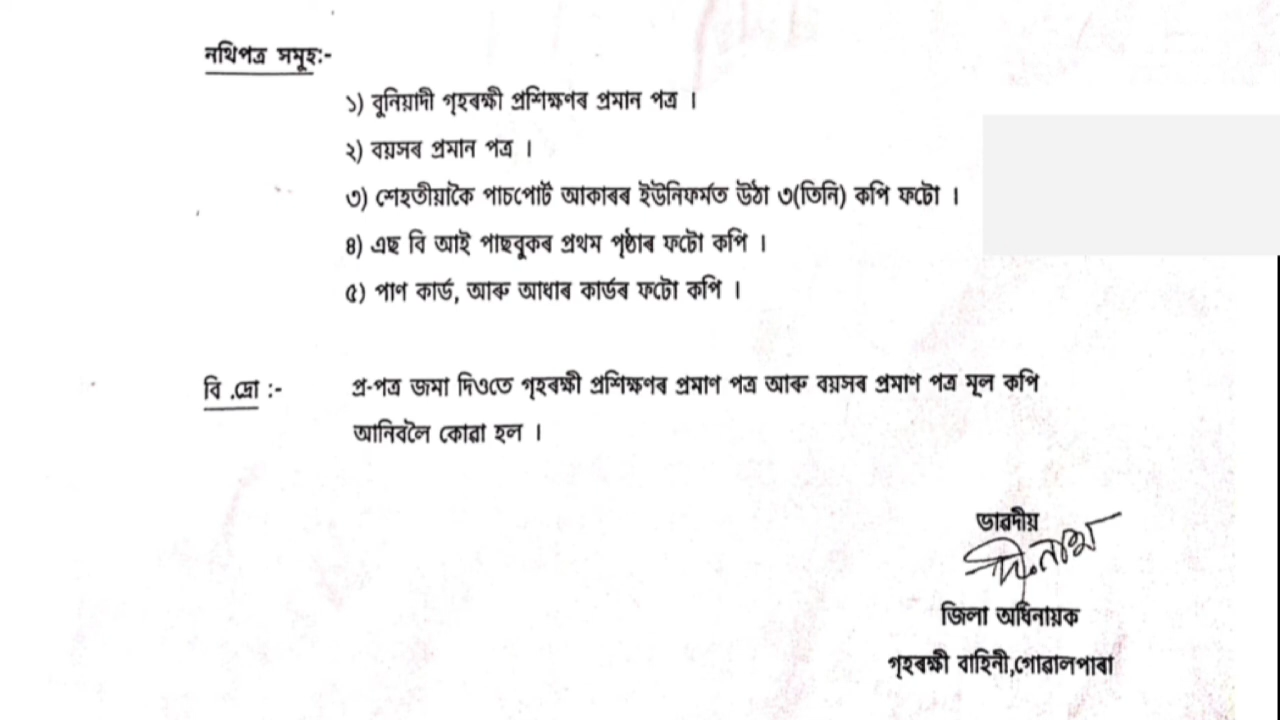 নথিপত্ৰ সমূহ:-
১) বুনিয়াদী গৃহৰক্ষী প্ৰশিক্ষণৰ প্ৰমান পত্ৰ ।
২) বয়সৰ প্ৰমান পত্ৰ ।
৩) শেহতীয়াকৈ পাচপোৰ্ট আকাৰৰ ইউনিফৰ্মত উঠা ৩(তিনি) কপি ফটো ।
৪) এছ বি আই পাছবুকৰ প্ৰথম পৃষ্ঠাৰ ফটো কপি ।
৫) পাণ কাৰ্ড, আৰু আধাৰ কাৰ্ডৰ ফটো কপি ।
বি .দ্ৰো :- প্ৰ-পত্ৰ জমা দিওতে গৃহৰক্ষী প্ৰশিক্ষণৰ প্ৰমাণ পত্ৰ আৰু বয়সৰ প্ৰমাণ পত্ৰ মূল কপি
আনিবলৈ কোৱা হল ।
ভাৱদীয়
জিলা অধিনায়ক
গৃহৰক্ষী বাহিনী,গোৱালপাৰা